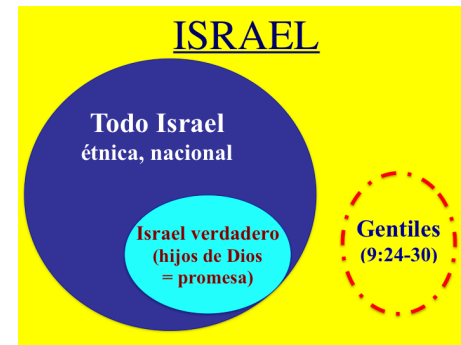 ISRAEL
Todo Israel
étnica, nacional
Israel verdadero
(hijos de Dios
= promesa)
Gentiles
(9:24-30)